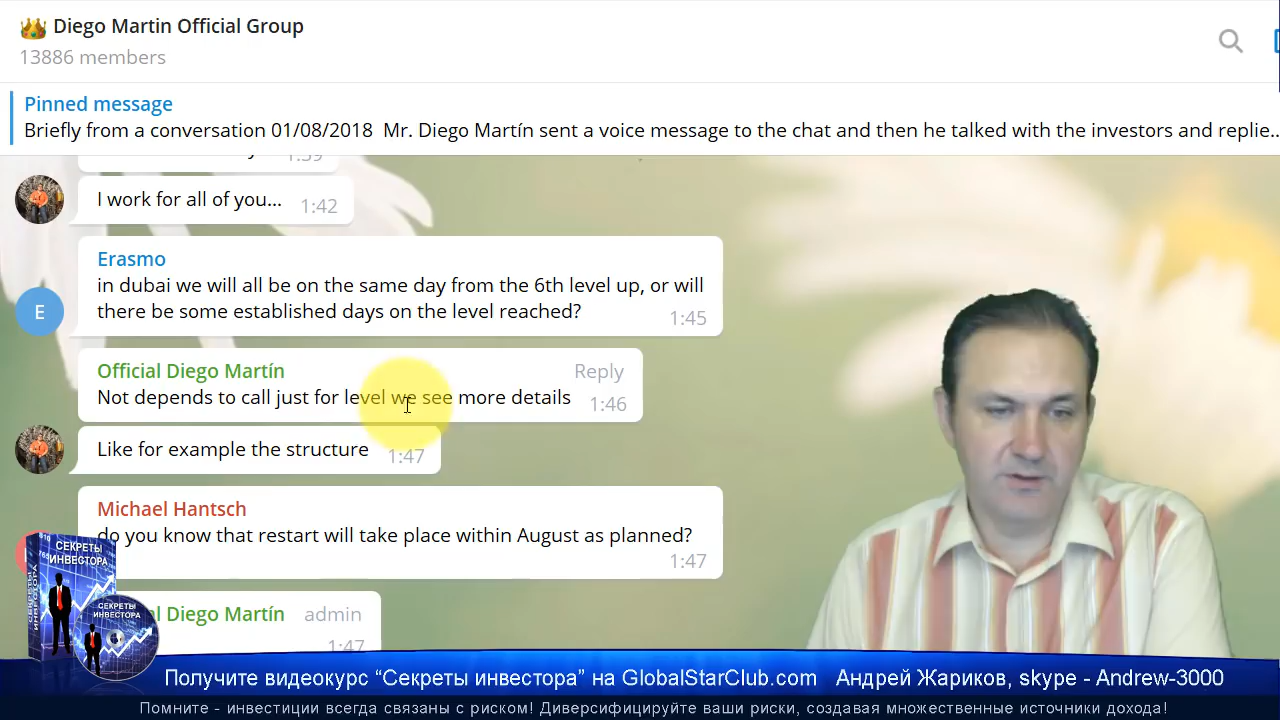 👑 Diego Martin Official Group
13886 members
Pinned message
Briefly from a conversation 01/08/2018 Mr. Diego Martín sent a voice message to the chat and then he talked with the investors and replie...
1:39
I work for all of you... 1:42
Erasmo
in dubai we will all be on the same day from the 6th level up, or will
there be some established days on the level reached?
1:45
E
Official Diego Martín Reply
Not depends to call just for level we see more details 1:46
Like for example the structure 1:47
Michael Hantsch
do you know that restart will take place within August as planned?
1:47
Diego Martín admin
1:47
СЕКРЕТЫ
ИНВЕСТОРА
СЕКРЕТЫ
ИНВЕСТОРА
Получите видеокурс “Секреты инвестора” на GlobalStarClub.com Андрей Жариков, skype - Andrew-3000
Помните - инвестиции всегда связаны с риском! Диверсифицируйте ваши риски, создавая множественные источники дохода!